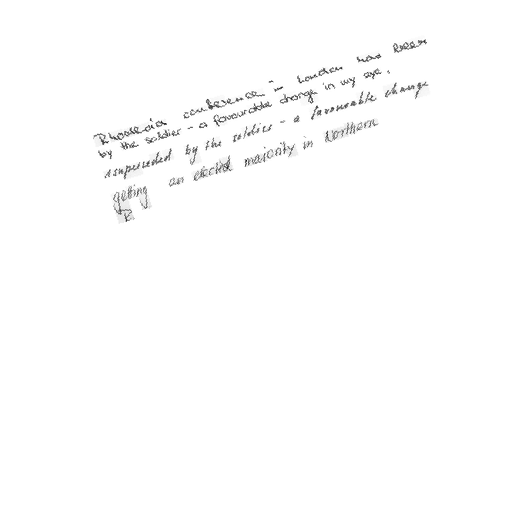 Rhodesia conference in London has been
by the soldier - a favourable change in my eye.
superseded by the soldier - a favourable change
getting an elected majority in Northern